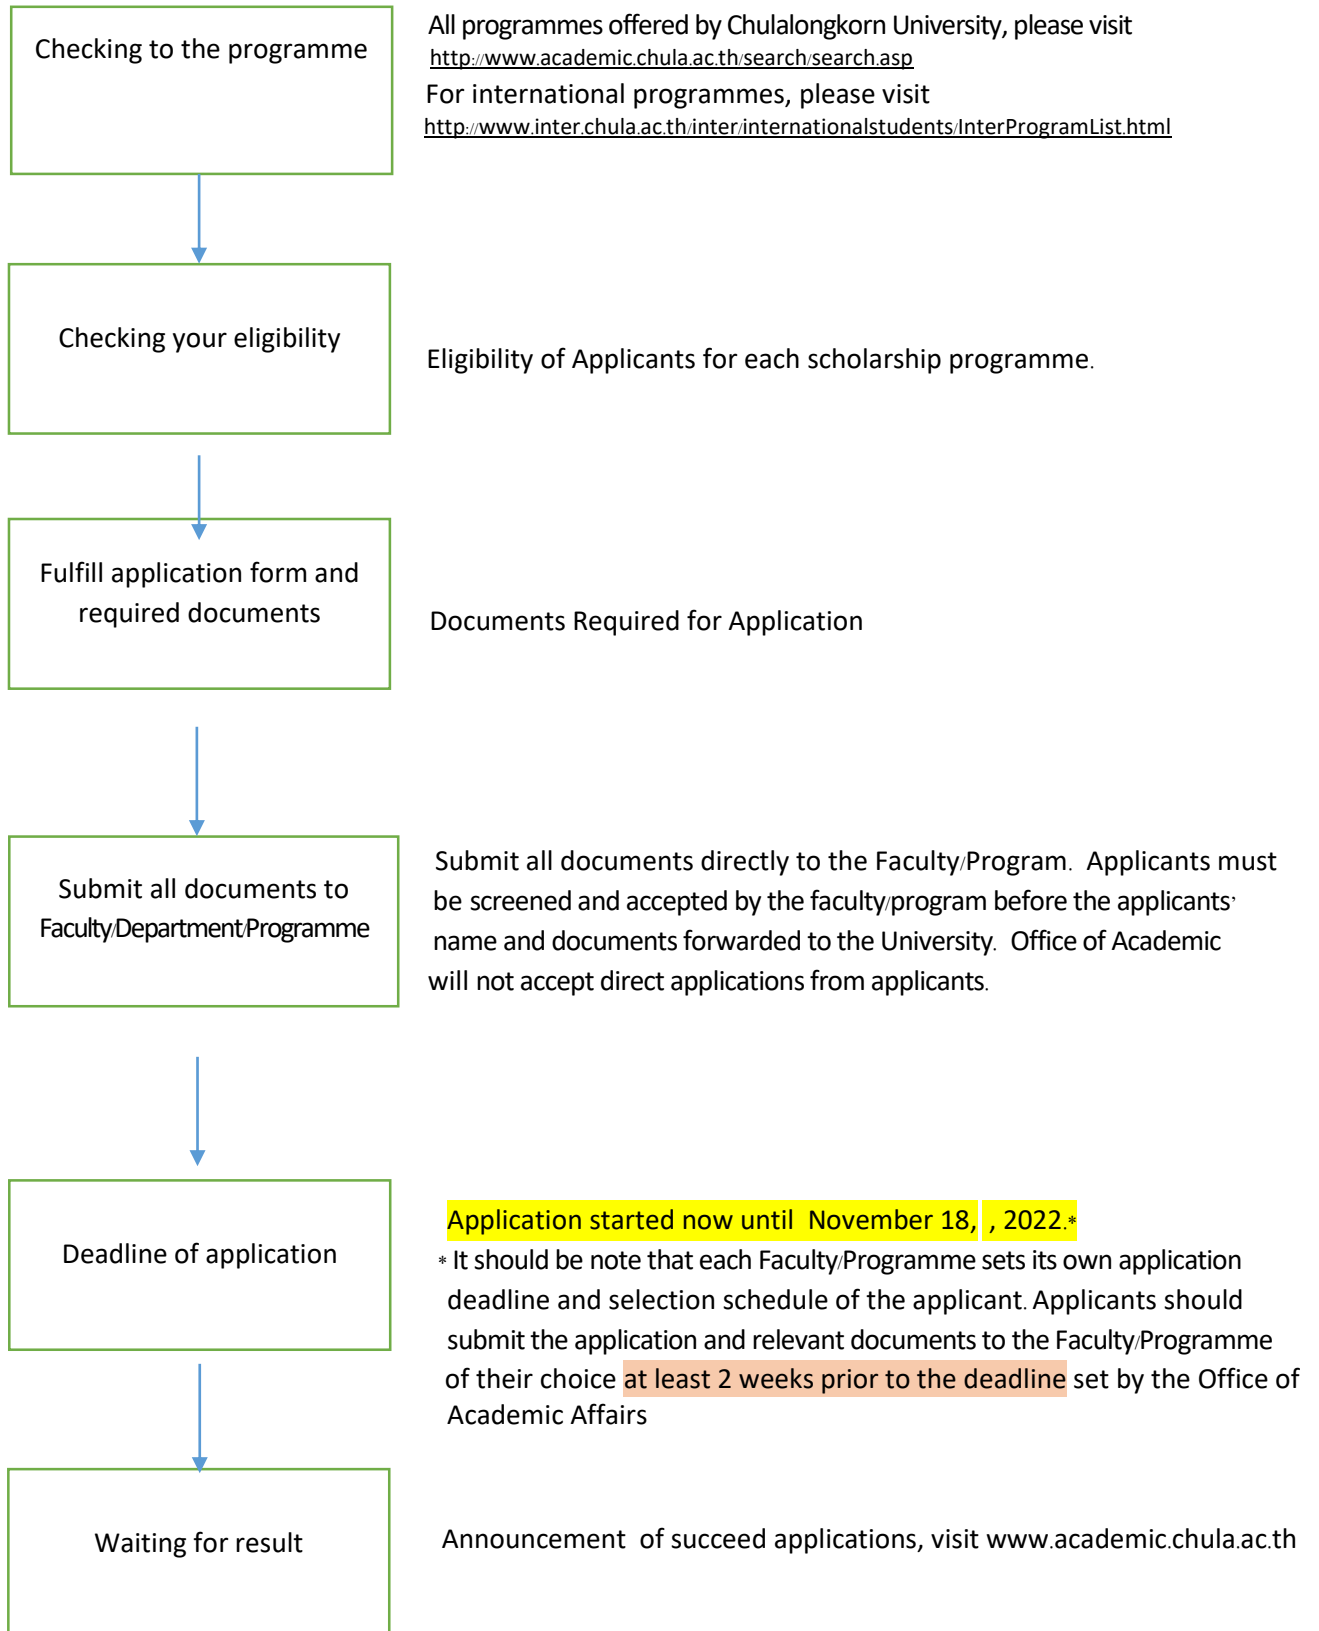 Checking to the programme
All programmes offered by Chulalongkorn University, please visit
http://www.academic.chula.ac.th/search/search.asp
For international programmes, please visit
http://www.inter.chula.ac.th/inter/internationalstudents/InterProgramList.html
Checking your eligibility
Eligibility of Applicants for each scholarship programme.
Fulfill application form and
required documents
Documents Required for Application
Submit all documents to
Faculty/Department/Programme
Submit all documents directly to the Faculty/Program. Applicants must
be screened and accepted by the faculty/program before the applicants’
name and documents forwarded to the University. Office of Academic
will not accept direct applications from applicants.
Deadline of application
Application started now until November 18, , 2022.*
* It should be note that each Faculty/Programme sets its own application
deadline and selection schedule of the applicant. Applicants should
submit the application and relevant documents to the Faculty/Programme
of their choice at least 2 weeks prior to the deadline set by the Office of
Academic Affairs
Waiting for result
Announcement of succeed applications, visit www.academic.chula.ac.th